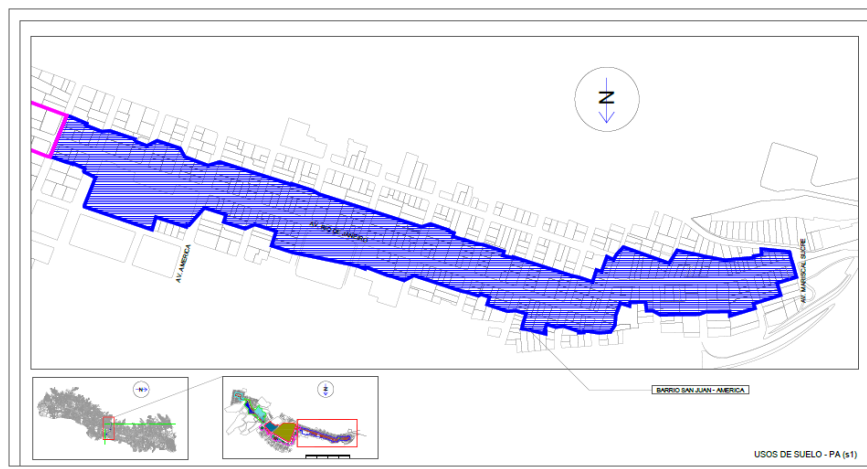 N
AV. AMERICA
AV. MARISCAL SUCRE
BARRIO SAN JUAN - AMERICA
N
N
USOS DE SUELO - PA (s1)